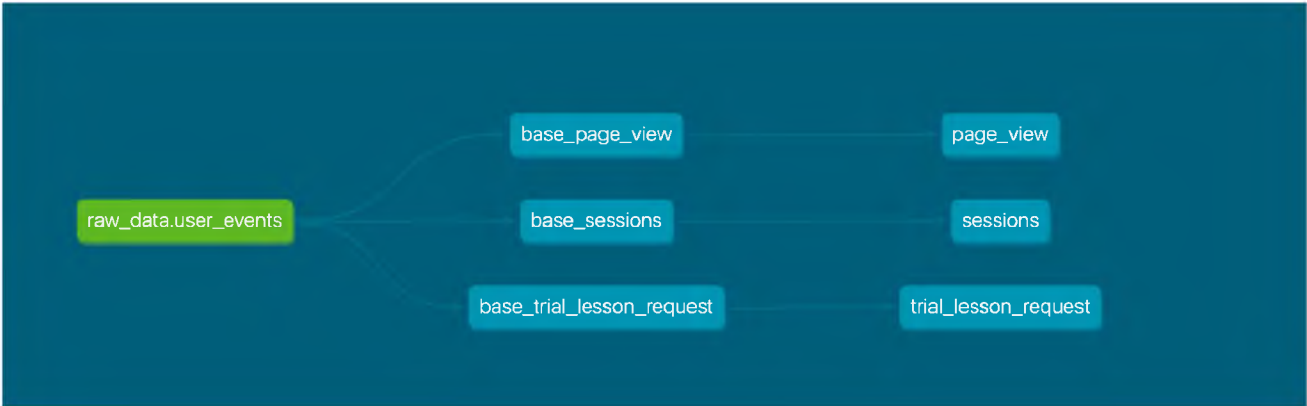 base_page_view
page_view
raw_data.user_events
base_sessions
sessions
base_trial_lesson_request
trial_lesson_request